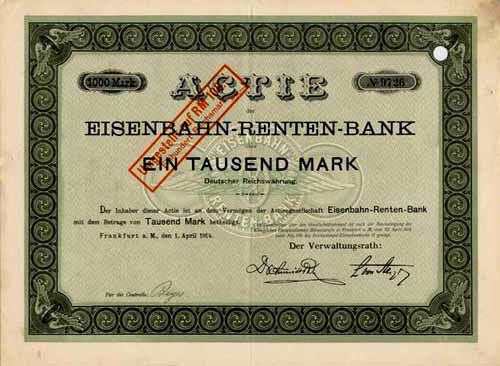 1000 Mark.
ACTIE
No 9726
der
EISENBAHN-RENTEN-BANK
EIN TAUSEND MARK
Deutscher Reichswährung.
Der Inhaber dieser Actie ist an dem Vermögen der Actiengesellschaft Eisenbahn-Renten-Bank
mit dem Betrage von Tausend Mark betheiligt.
Frankfurt a. M., den 1. April
Der Verwaltungsrath:
Für die Controlle:
EISENBAHN
RENTENBANK